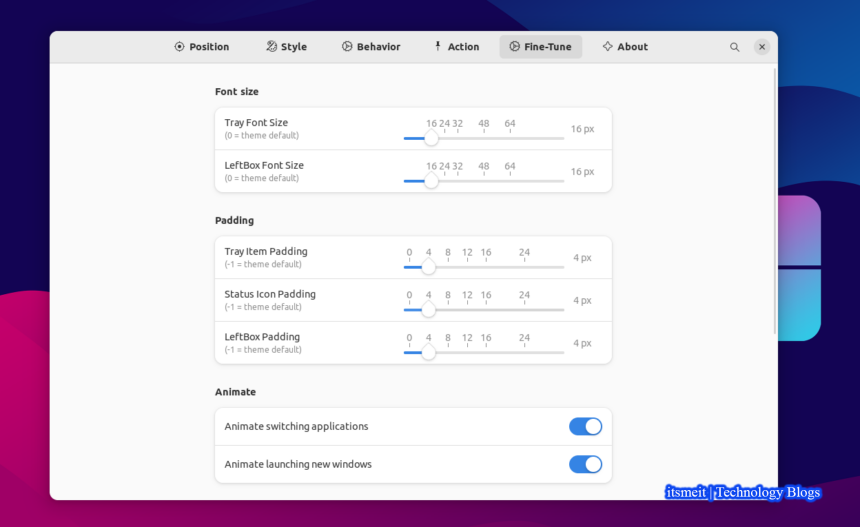 Position Style Behavior Action Fine-Tune About
Font size
Tray Font Size
(0 = theme default)
16 24 32 48 64
16 px
LeftBox Font Size
(0 = theme default)
16 24 32 48 64
16 px
Padding
Tray Item Padding
(-1 = theme default)
0 4 8 12 16 24
4 px
Status Icon Padding
(-1 = theme default)
0 4 8 12 16 24
4 px
LeftBox Padding
(-1 = theme default)
0 4 8 12 16 24
4 px
Animate
Animate switching applications
Animate launching new windows
itsmeit | Technology Blogs